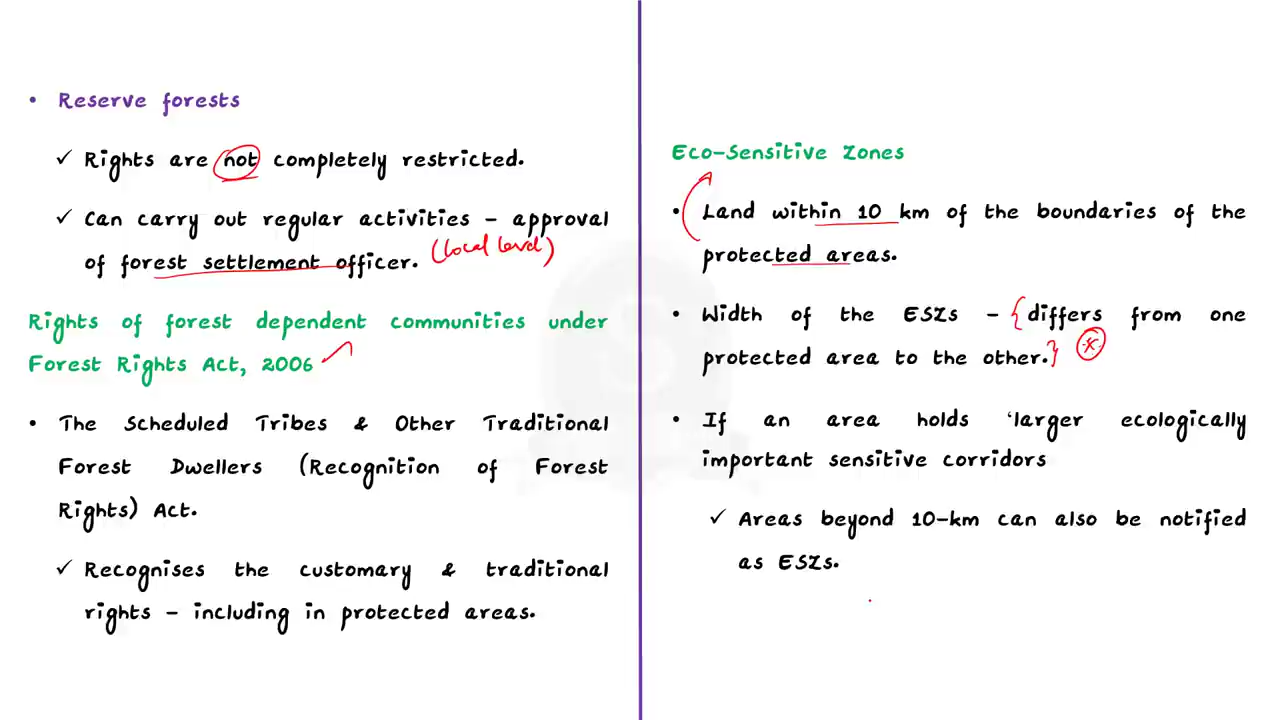 • Reserve forests
✓ Rights are not completely restricted.
✓ Can carry out regular activities – approval
of forest settlement officer.
(local level)
Rights of forest dependent communities under
Forest Rights Act, 2006
• The Scheduled Tribes & Other Traditional
Forest Dwellers (Recognition of Forest
Rights) Act.
✓ Recognises the customary & traditional
rights – including in protected areas.
Eco-Sensitive Zones
• Land within 10 km of the boundaries of the
protected areas.
• Width of the ESZs – {differs from one
protected area to the other.}
• If an area holds ‘larger ecologically
important sensitive corridors
✓ Areas beyond 10-km can also be notified
as ESZs.